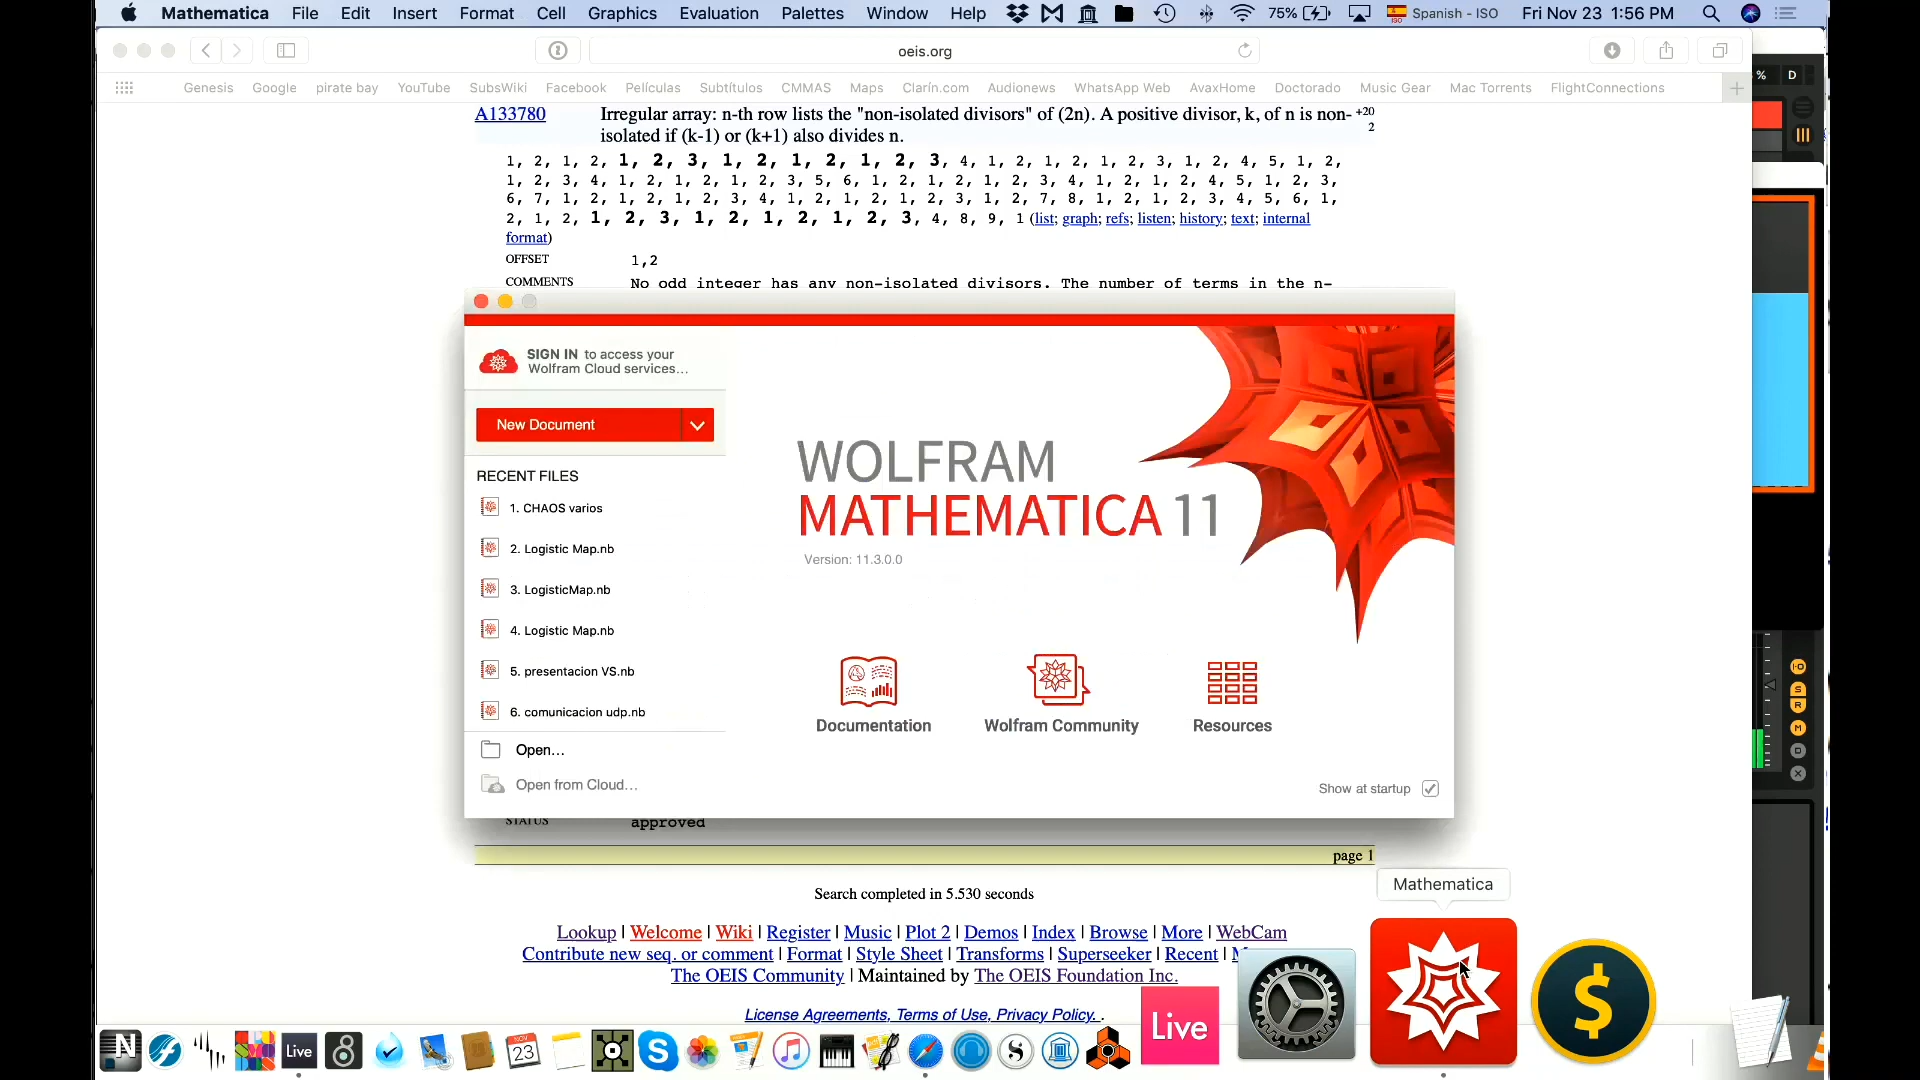 Mathematica File Edit Insert Format Cell Graphics Evaluation Palettes Window Help 75% Spanish - ISO Fri Nov 23 1:56 PM
oeis.org
Genesis Google pirate bay YouTube SubsWiki Facebook Películas Subtítulos CMMAS Maps Clarín.com Audionews WhatsApp Web AvaxHome Doctorado Music Gear Mac Torrents FlightConnections
% D
A133780 Irregular array: n-th row lists the "non-isolated divisors" of (2n). A positive divisor, k, of n is non- +20
isolated if (k-1) or (k+1) also divides n. 2
1, 2, 1, 2, 1, 2, 3, 1, 2, 1, 2, 1, 2, 3, 4, 1, 2, 1, 2, 1, 2, 3, 1, 2, 4, 5, 1, 2,
1, 2, 3, 4, 1, 2, 1, 2, 1, 2, 3, 5, 6, 1, 2, 1, 2, 1, 2, 3, 4, 1, 2, 1, 2, 4, 5, 1, 2, 3,
6, 7, 1, 2, 1, 2, 1, 2, 3, 4, 1, 2, 1, 2, 1, 2, 3, 1, 2, 7, 8, 1, 2, 1, 2, 3, 4, 5, 6, 1,
2, 1, 2, 1, 2, 3, 1, 2, 1, 2, 1, 2, 3, 4, 8, 9, 1 (list; graph; refs; listen; history; text; internal
format)
OFFSET 1,2
COMMENTS No odd integer has any non-isolated divisors. The number of terms in the n-
SIGN IN to access your
Wolfram Cloud services...
New Document
RECENT FILES
1. CHAOS varios
2. Logistic Map.nb
3. LogisticMap.nb
4. Logistic Map.nb
5. presentacion VS.nb
6. comunicacion udp.nb
Open...
Open from Cloud...
WOLFRAM
MATHEMATICA 11
Version: 11.3.0.0
Documentation Wolfram Community Resources
Show at startup
STATUS approved
page 1
Mathematica
Search completed in 5.530 seconds
Lookup | Welcome | Wiki | Register | Music | Plot 2 | Demos | Index | Browse | More | WebCam
Contribute new seq. or comment | Format | Style Sheet | Transforms | Superseeker | Recent |
The OEIS Community | Maintained by The OEIS Foundation Inc.
License Agreements, Terms of Use, Privacy Policy.
Live
N Live 8 NOV 23 S
$
I·O
S
R
M
D
X